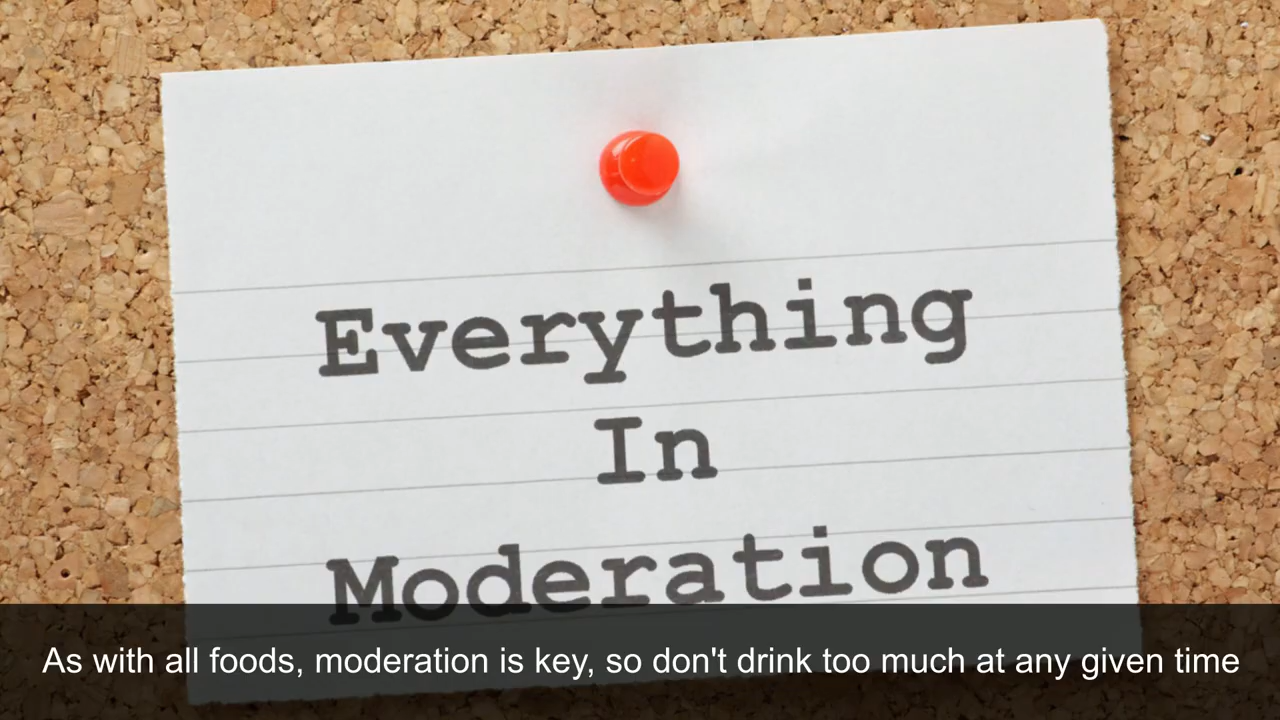 Everything
In
Moderation
As with all foods, moderation is key, so don't drink too much at any given time